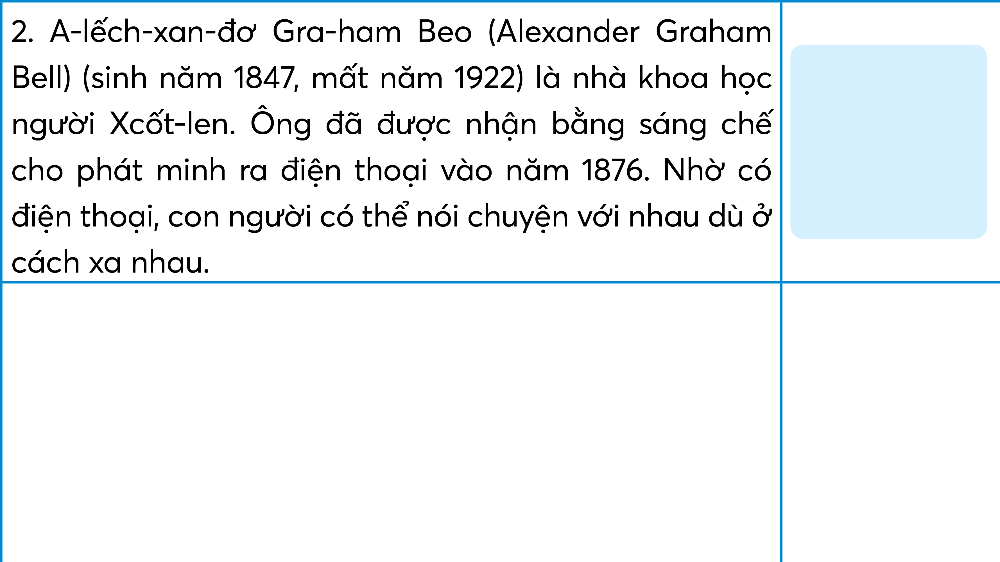 2. A-lếch-xan-đơ Gra-ham Beo (Alexander Graham
Bell) (sinh năm 1847, mất năm 1922) là nhà khoa học
người Xcốt-len. Ông đã được nhận bằng sáng chế
cho phát minh ra điện thoại vào năm 1876. Nhờ có
điện thoại, con người có thể nói chuyện với nhau dù ở
cách xa nhau.